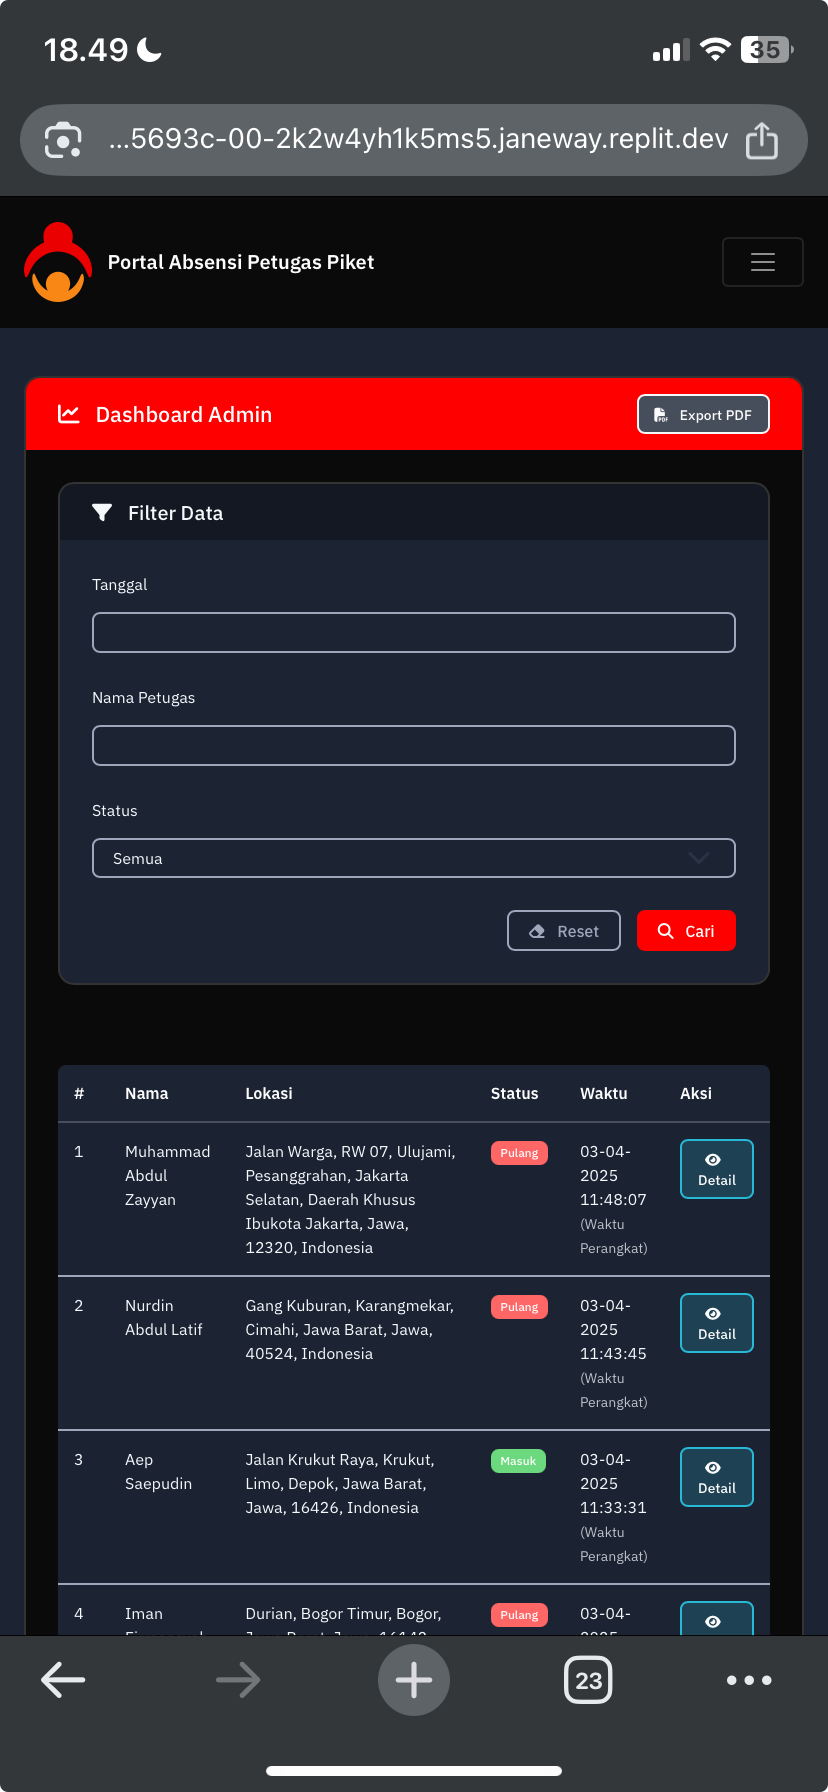 18.49
35
...5693c-00-2k2w4yh1k5ms5.janeway.replit.dev
Portal Absensi Petugas Piket
Dashboard Admin
Export PDF
Filter Data
Tanggal
Nama Petugas
Status
Semua
Reset
Cari
# Nama Lokasi Status Waktu Aksi
1 Muhammad Jalan Warga, RW 07, Ulujami, Pulang 03-04-
Abdul Pesanggrahan, Jakarta 2025 Detail
Zayyan Selatan, Daerah Khusus 11:48:07
Ibukota Jakarta, Jawa, (Waktu
12320, Indonesia Perangkat)
2 Nurdin Gang Kuburan, Karangmekar, Pulang 03-04-
Abdul Latif Cimahi, Jawa Barat, Jawa, 2025 Detail
40524, Indonesia 11:43:45
(Waktu
Perangkat)
3 Aep Jalan Krukut Raya, Krukut, Masuk 03-04-
Saepudin Limo, Depok, Jawa Barat, 2025 Detail
Jawa, 16426, Indonesia 11:33:31
(Waktu
Perangkat)
4 Iman Durian, Bogor Timur, Bogor, Pulang 03-04-
23